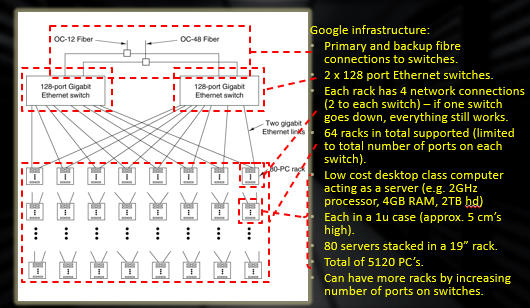 OC-12 Fiber
OC-48 Fiber
128-port Gigabit
Ethernet switch
128-port Gigabit
Ethernet switch
Two gigabit
Ethernet links
80-PC rack
Google infrastructure:
Primary and backup fibre
connections to switches.
2 x 128 port Ethernet switches.
Each rack has 4 network connections
(2 to each switch) – if one switch
goes down, everything still works.
64 racks in total supported (limited
to total number of ports on each
switch).
Low cost desktop class computer
acting as a server (e.g. 2GHz
processor, 4GB RAM, 2TB hd)
Each in a 1u case (approx. 5 cm's
high).
80 servers stacked in a 19” rack.
Total of 5120 PC's.
Can have more racks by increasing
number of ports on switches.